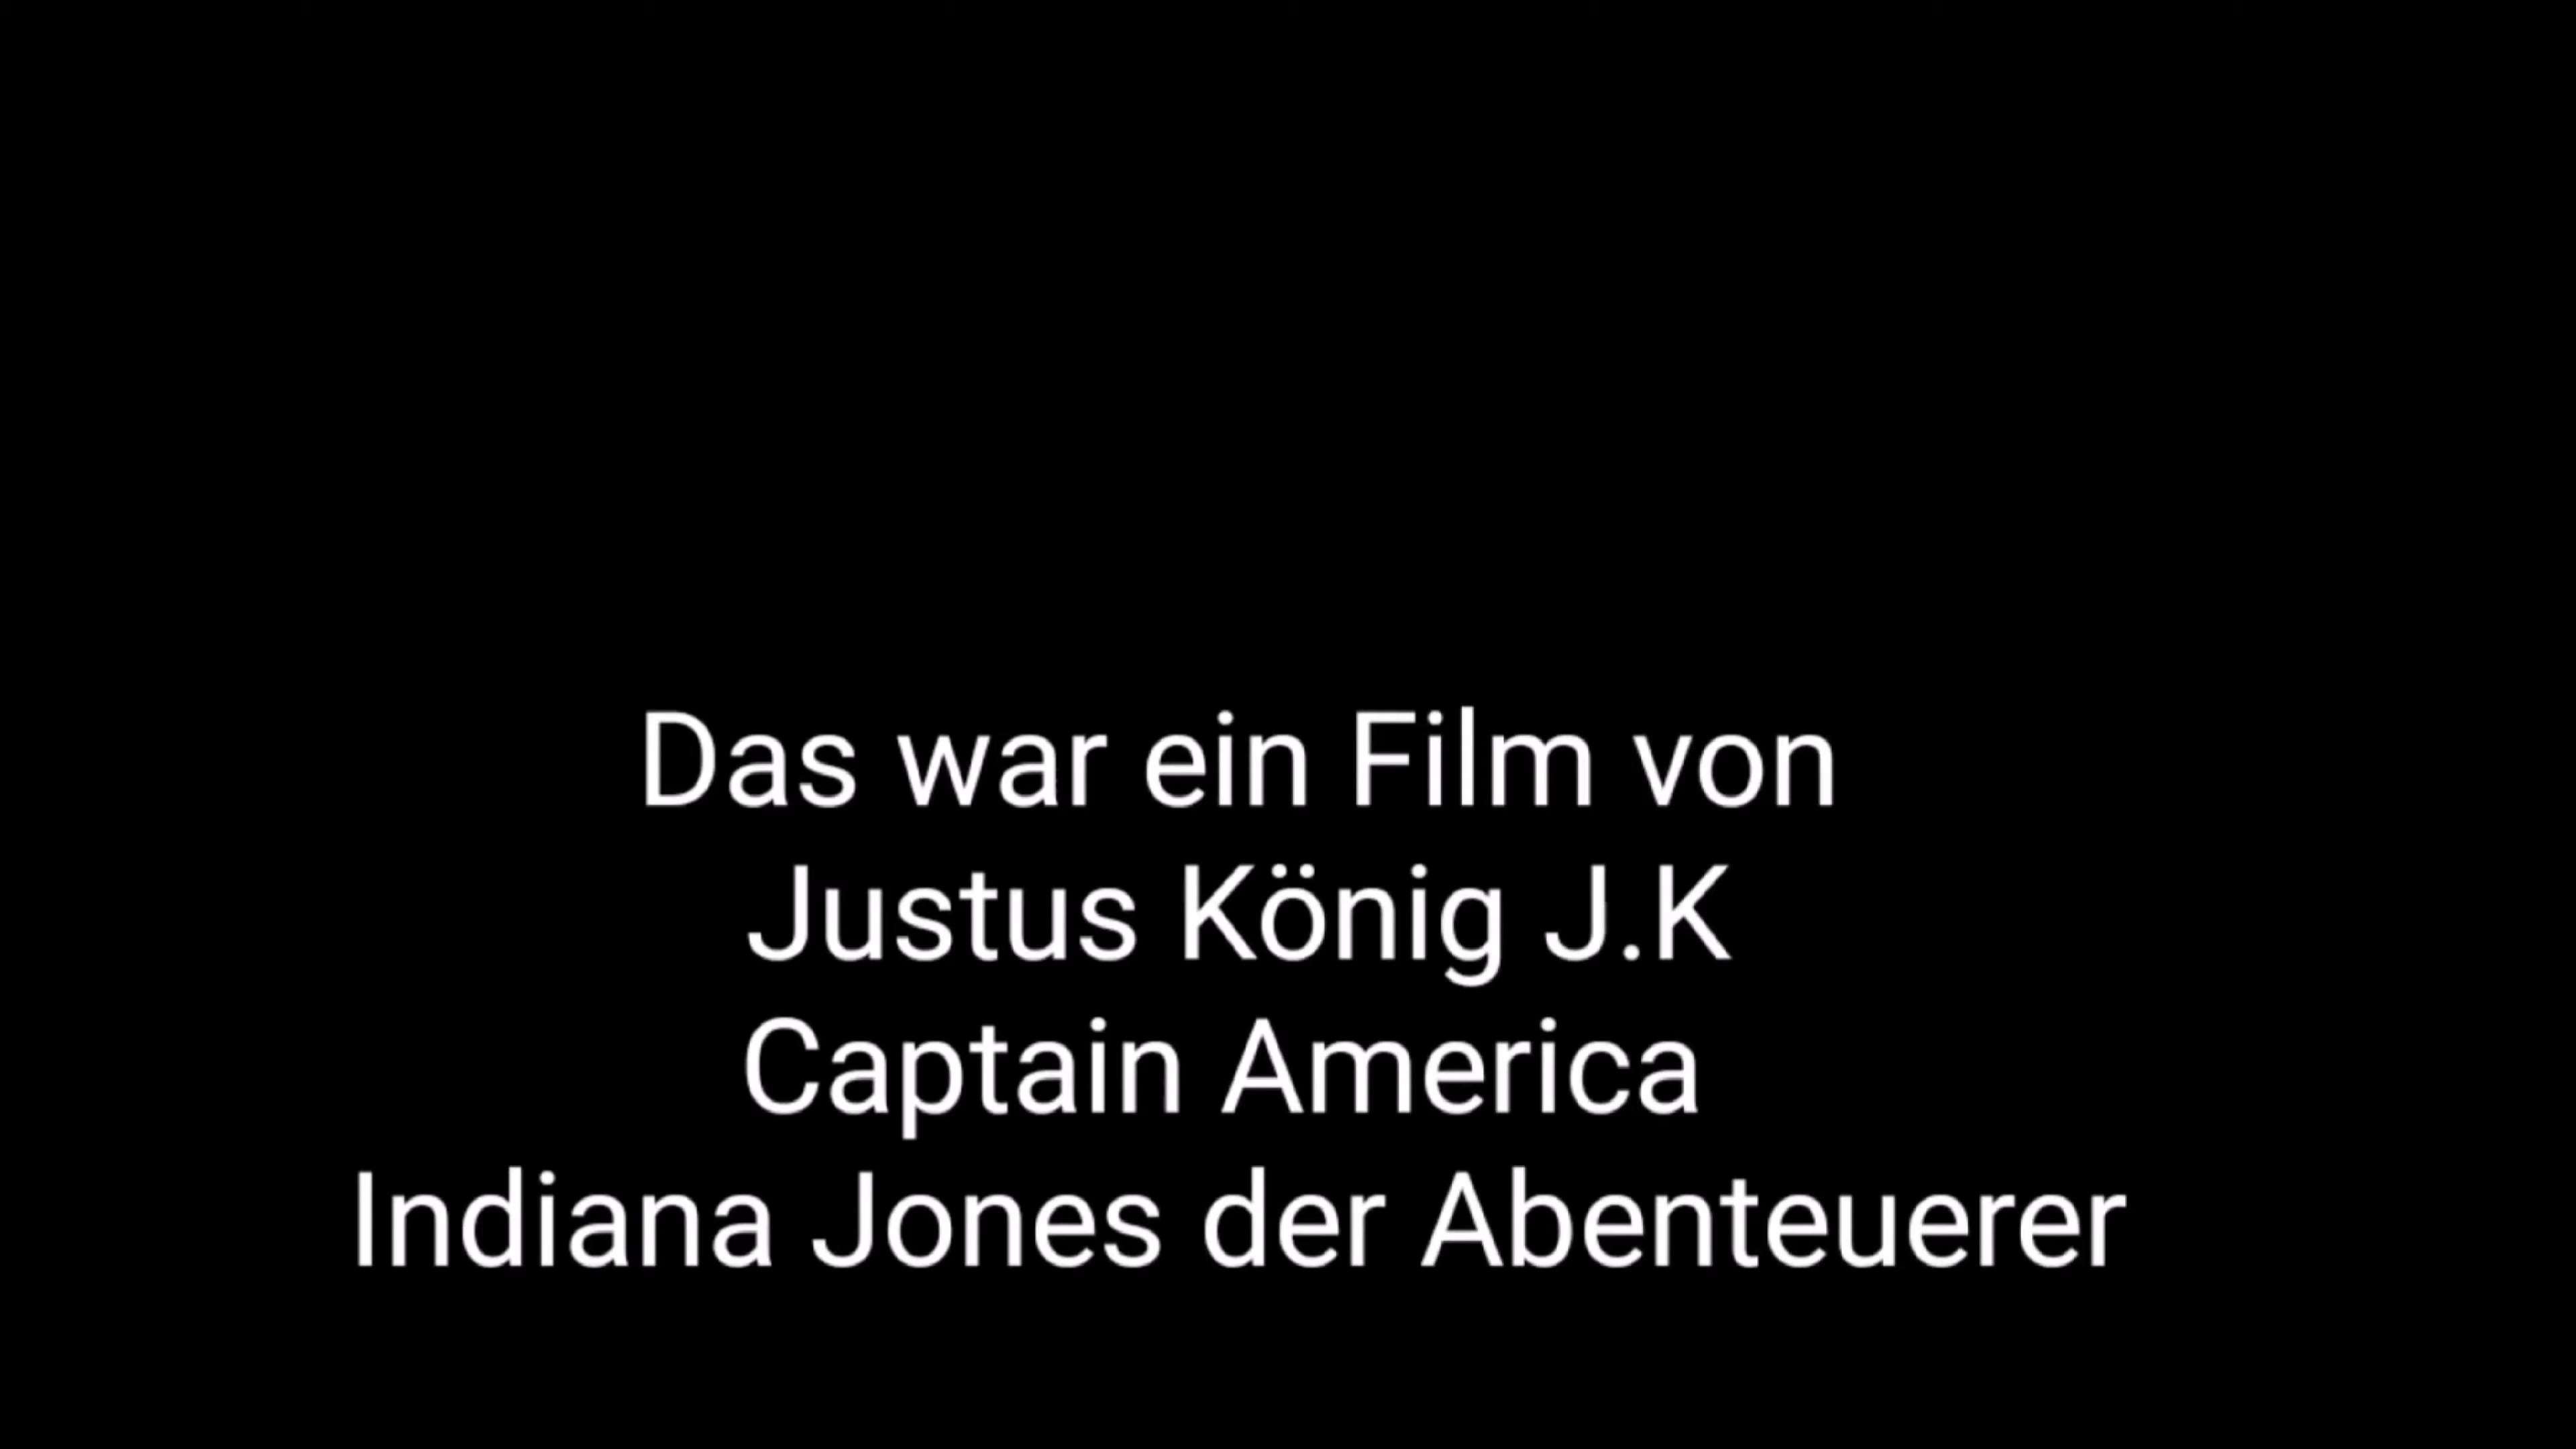 Das war ein Film von
Justus König J.K
Captain America
Indiana Jones der Abenteuerer